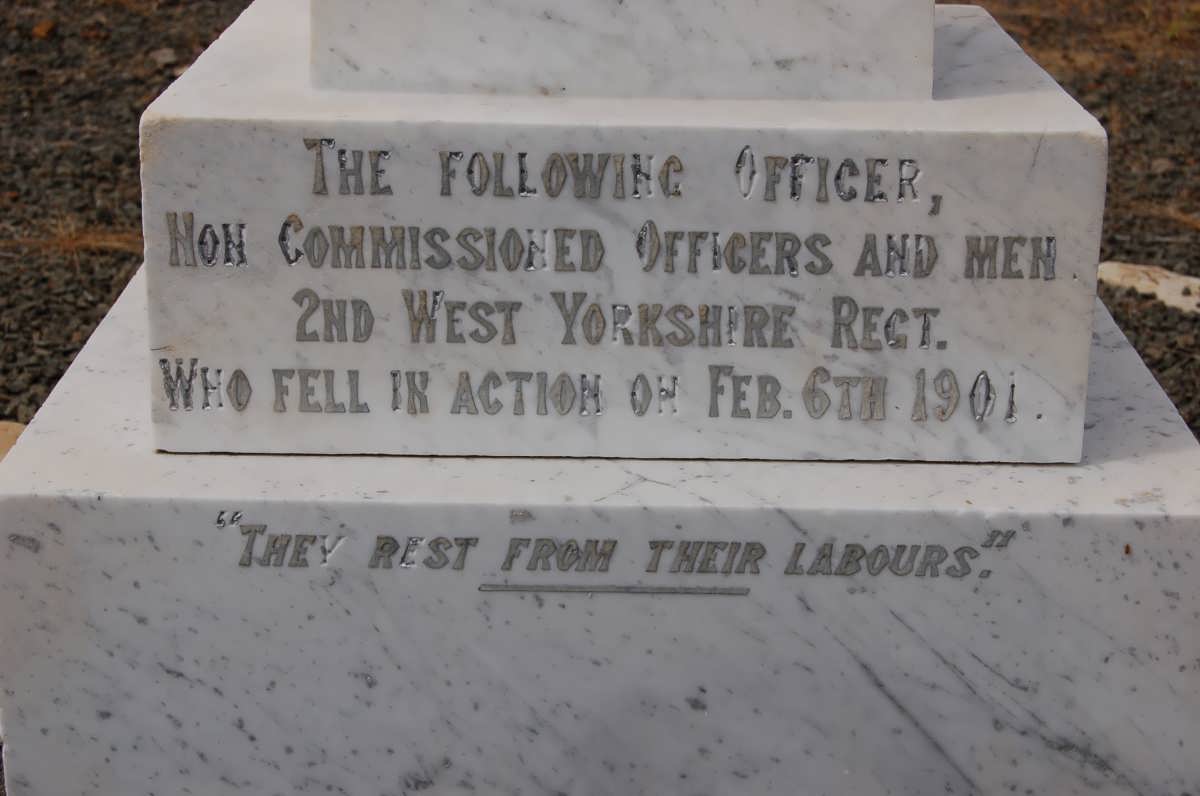 THE FOLLOWING OFFICER,
NON COMMISSIONED OFFICERS AND MEN.
2ND WEST YORKSHIRE REGT.
WHO FELL IN ACTION ON FEB. 6TH 1901.
"THEY REST FROM THEIR LABOURS."